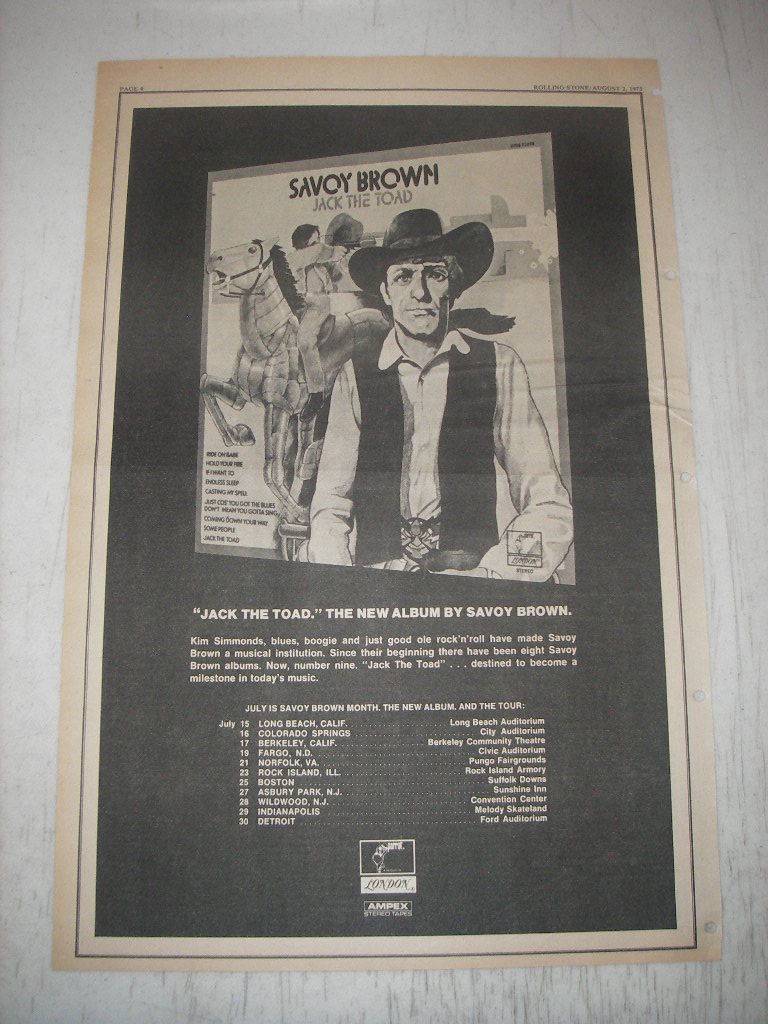 PAGE 8
ROLLING STONE/AUGUST 2, 1973
SAVOY BROWN
JACK THE TOAD
RIDE ON BABE
HOLD YOUR FIRE
IF I WANT TO
ENDLESS SLEEP
CASTING MY SPELL
JUST COS' YOU GOT THE BLUES
DON'T MEAN YOU GOTTA SING
COMING DOWN YOUR WAY
SOME PEOPLE
JACK THE TOAD
LONDON
STEREO
"JACK THE TOAD." THE NEW ALBUM BY SAVOY BROWN.
Kim Simmonds, blues, boogie and just good ole rock'n'roll have made Savoy
Brown a musical institution. Since their beginning there have been eight Savoy
Brown albums. Now, number nine. "Jack The Toad" . . . destined to become a
milestone in today's music.
JULY IS SAVOY BROWN MONTH. THE NEW ALBUM. AND THE TOUR:
July 15 LONG BEACH, CALIF. Long Beach Auditorium
16 COLORADO SPRINGS City Auditorium
17 BERKELEY, CALIF. Berkeley Community Theatre
19 FARGO, N.D. Civic Auditorium
21 NORFOLK, VA. Pungo Fairgrounds
23 ROCK ISLAND, ILL. Rock Island Armory
25 BOSTON Suffolk Downs
27 ASBURY PARK, N.J. Sunshine Inn
28 WILDWOOD, N.J. Convention Center
29 INDIANAPOLIS Melody Skateland
30 DETROIT Ford Auditorium
parrot
LONDON
AMPEX
STEREO TAPES